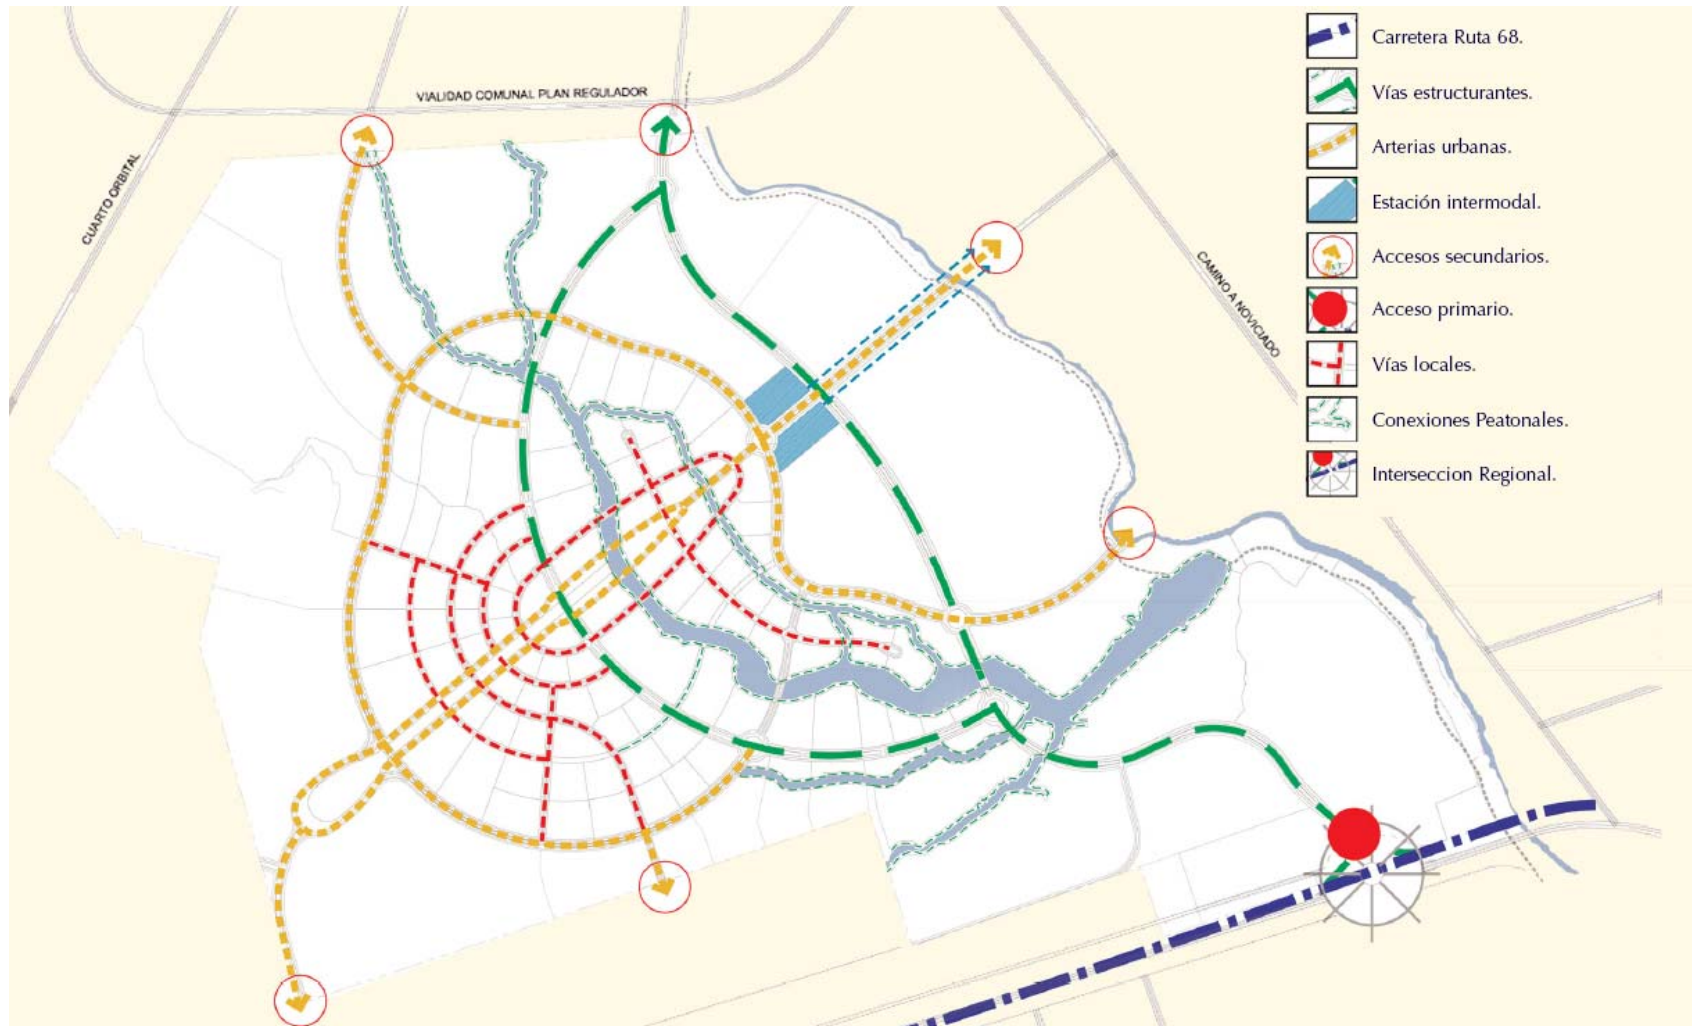 VIALIDAD COMUNAL PLAN REGULADOR
CUARTO ORBITAL
CAMINO A NOVICIADO
Carretera Ruta 68.
Vías estructurantes.
Arterias urbanas.
Estación intermodal.
Accesos secundarios.
Acceso primario.
Vías locales.
Conexiones Peatonales.
Interseccion Regional.